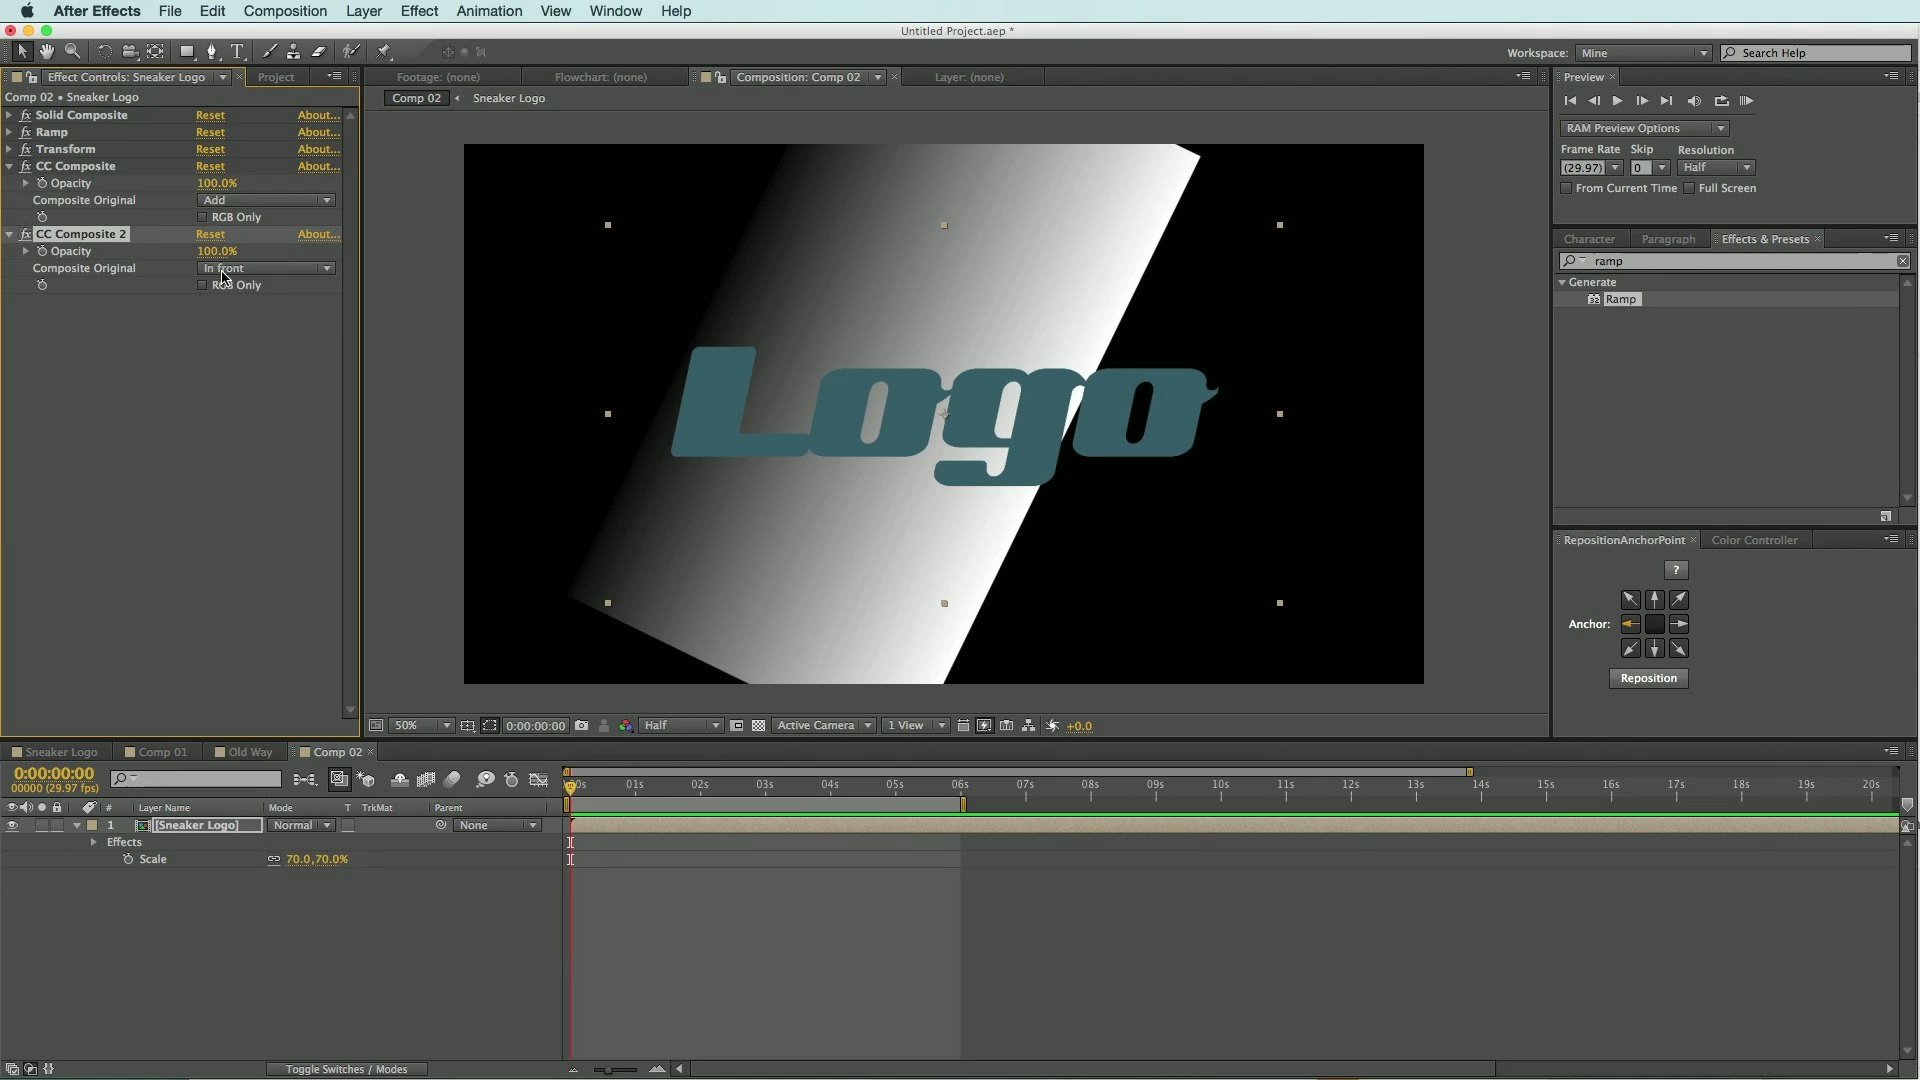 After Effects File Edit Composition Layer Effect Animation View Window Help
Untitled Project.aep *
Workspace: Mine Search Help
Effect Controls: Sneaker Logo Project
Footage: (none) Flowchart: (none) Composition: Comp 02 Layer: (none)
Preview
Comp 02 • Sneaker Logo
Comp 02 Sneaker Logo
fx Solid Composite Reset About...
fx Ramp Reset About...
fx Transform Reset About...
fx CC Composite Reset About...
Opacity 100.0%
Composite Original Add
RGB Only
fx CC Composite 2 Reset About...
Opacity 100.0%
Composite Original In front
RGB Only
Logo
RAM Preview Options
Frame Rate Skip Resolution
(29.97) 0 Half
From Current Time Full Screen
Character Paragraph Effects & Presets
ramp
Generate
32 Ramp
RepositionAnchorPoint Color Controller
?
Anchor:
Reposition
50% 0:00:00:00 Half Active Camera 1 View +0.0
Sneaker Logo Comp 01 Old Way Comp 02
0:00:00:00
00000 (29.97 fps)
00s 01s 02s 03s 04s 05s 06s 07s 08s 09s 10s 11s 12s 13s 14s 15s 16s 17s 18s 19s 20s
# Layer Name Mode T TrkMat Parent
1 [Sneaker Logo] Normal None
Effects
Scale 70.0,70.0%
Toggle Switches / Modes